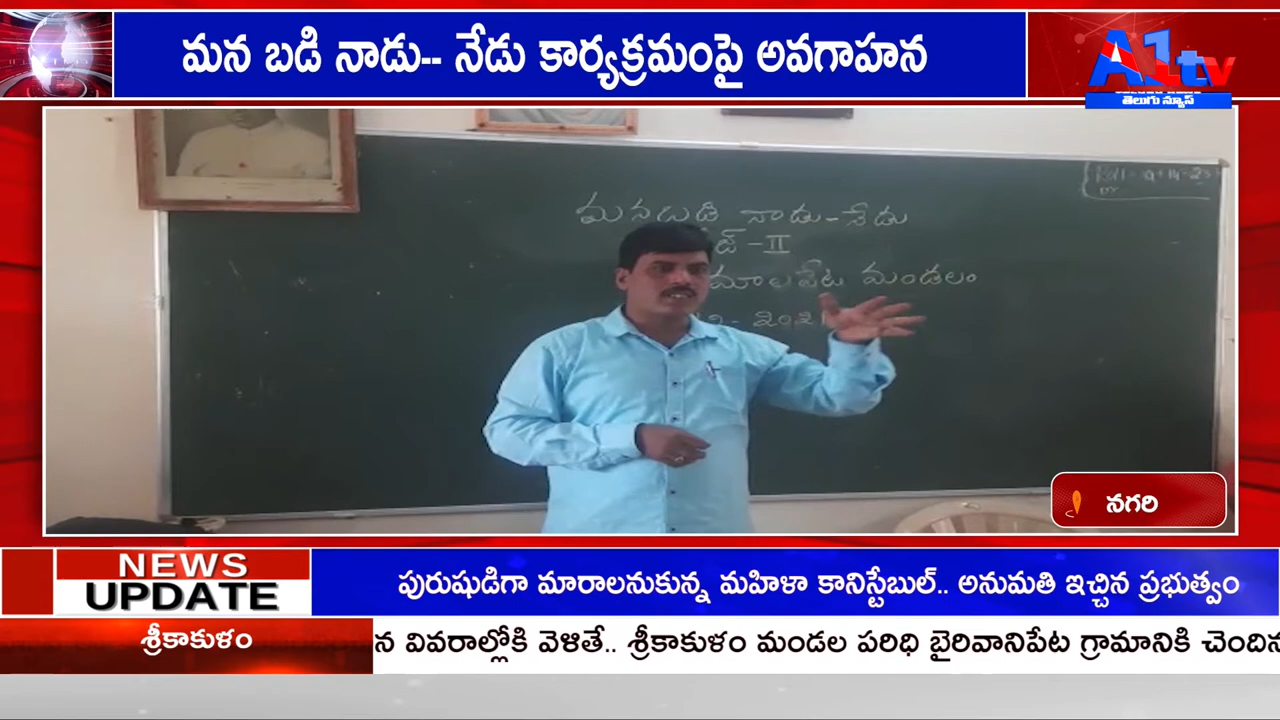 మన బడి నాడు-- నేడు కార్యక్రమంపై అవగాహన
A1tv
తెలుగు న్యూస్
మనబడి నాడు-నేడు
-II
మండలం
నగరి
NEWS
UPDATE
పురుషుడిగా మారాలనుకున్న మహిళా కానిస్టేబుల్.. అనుమతి ఇచ్చిన ప్రభుత్వం
శ్రీకాకుళం
న వివరాల్లోకి వెళితే.. శ్రీకాకుళం మండల పరిధి బైరివానిపేట గ్రామానికి చెందిన